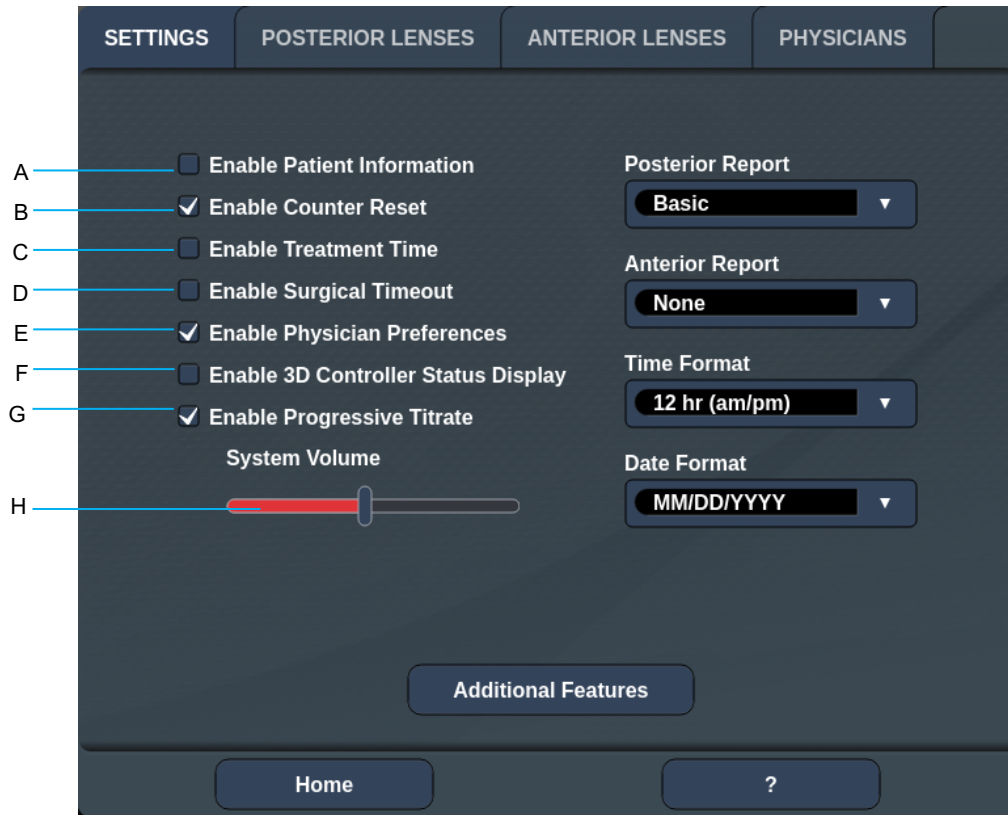 SETTINGS
POSTERIOR LENSES
ANTERIOR LENSES
PHYSICIANS
A
Enable Patient Information
B
Enable Counter Reset
C
Enable Treatment Time
D
Enable Surgical Timeout
E
Enable Physician Preferences
F
Enable 3D Controller Status Display
G
Enable Progressive Titrate
System Volume
H
Posterior Report
Basic
Anterior Report
None
Time Format
12 hr (am/pm)
Date Format
MM/DD/YYYY
Additional Features
Home
?